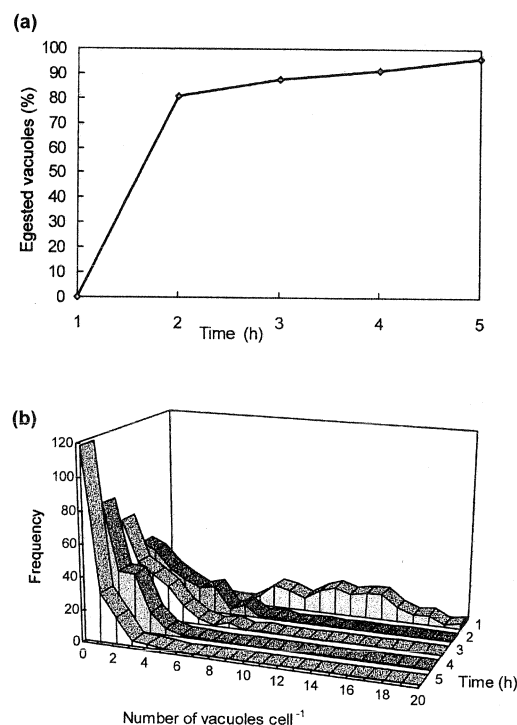 (a)
100
90
80
70
60
50
40
30
20
10
0
Egested vacuoles (%)
1 2 3 4 5
Time (h)
(b)
120
100
80
60
40
20
0
Frequency
0 2 4 6 8 10 12 14 16 18 20
1
2
3
4
5
Time (h)
Number of vacuoles cell⁻¹